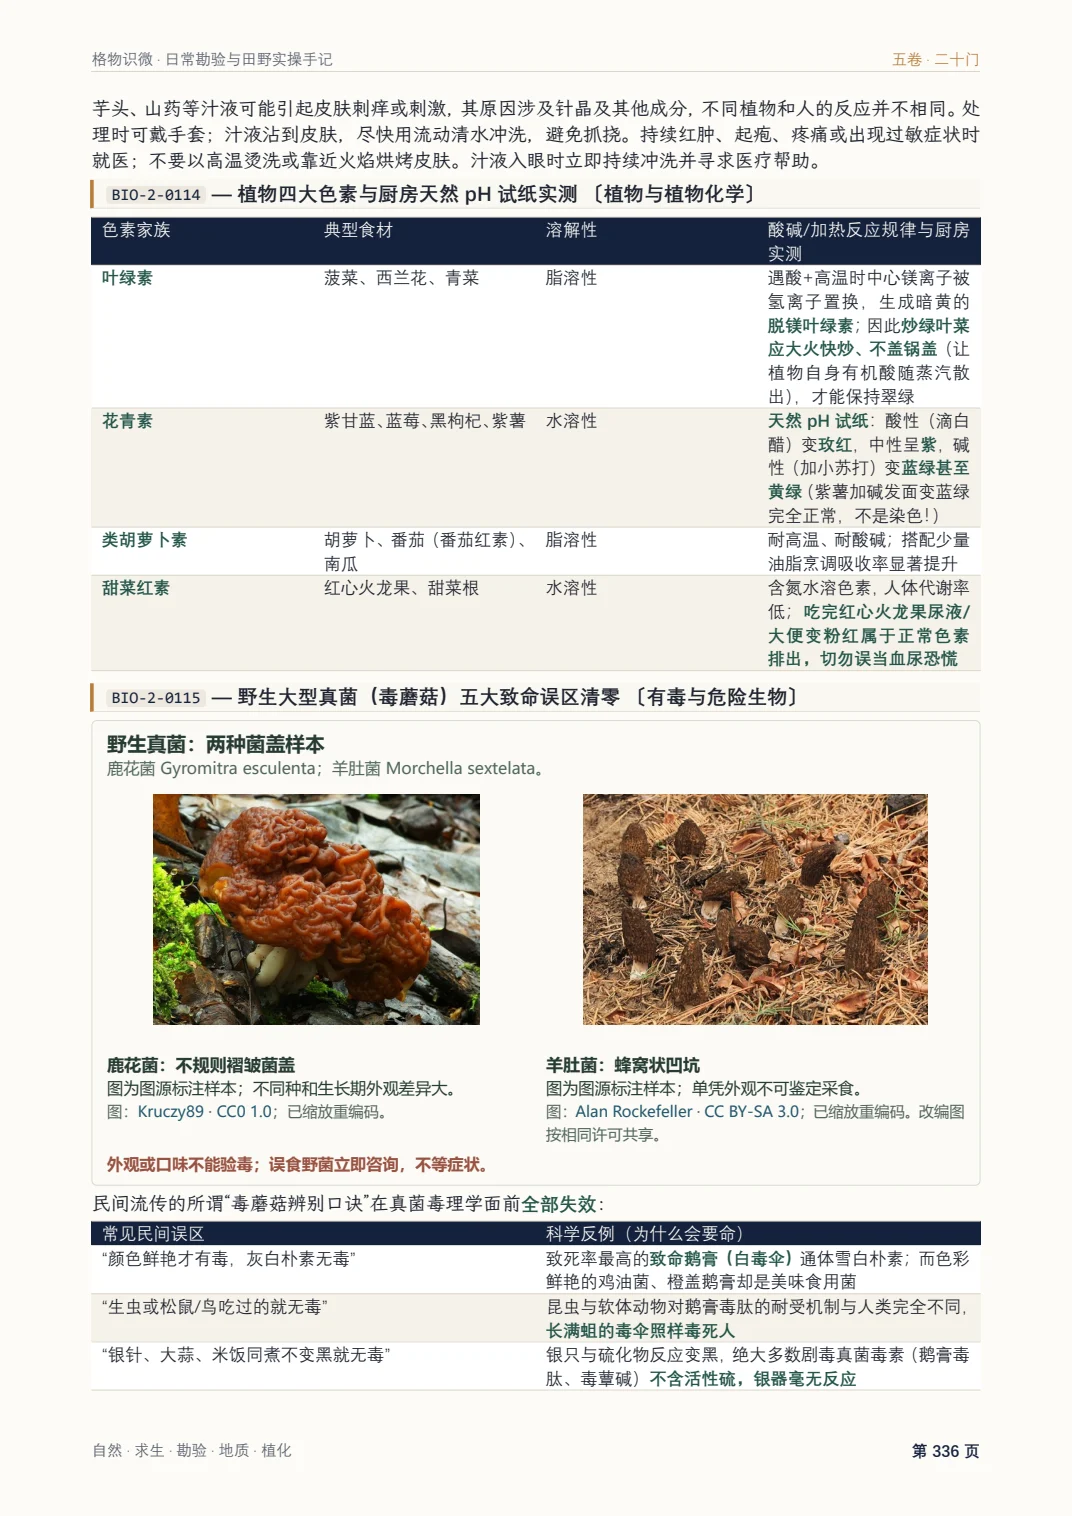 格物识微 · 日常勘验与田野实操手记
五卷 · 二十门
芋头、山药等汁液可能引起皮肤刺痒或刺激，其原因涉及针晶及其他成分，不同植物和人的反应并不相同。处
理时可戴手套；汁液沾到皮肤，尽快用流动清水冲洗，避免抓挠。持续红肿、起疱、疼痛或出现过敏症状时
就医；不要以高温烫洗或靠近火焰烘烤皮肤。汁液入眼时立即持续冲洗并寻求医疗帮助。
BIO-2-0114 — 植物四大色素与厨房天然 pH 试纸实测 〔植物与植物化学〕
色素家族
典型食材
溶解性
酸碱/加热反应规律与厨房
实测
叶绿素
菠菜、西兰花、青菜
脂溶性
遇酸+高温时中心镁离子被
氢离子置换，生成暗黄的
脱镁叶绿素；因此炒绿叶菜
应大火快炒、不盖锅盖（让
植物自身有机酸随蒸汽散
出），才能保持翠绿
花青素
紫甘蓝、蓝莓、黑枸杞、紫薯
水溶性
天然 pH 试纸：酸性（滴白
醋）变玫红，中性呈紫，碱
性（加小苏打）变蓝绿甚至
黄绿（紫薯加碱发面变蓝绿
完全正常，不是染色！）
类胡萝卜素
胡萝卜、番茄（番茄红素）、
南瓜
脂溶性
耐高温、耐酸碱；搭配少量
油脂烹调吸收率显著提升
甜菜红素
红心火龙果、甜菜根
水溶性
含氮水溶色素，人体代谢率
低；吃完红心火龙果尿液/
大便变粉红属于正常色素
排出，切勿误当血尿恐慌
BIO-2-0115 — 野生大型真菌（毒蘑菇）五大致命误区清零 〔有毒与危险生物〕
野生真菌：两种菌盖样本
鹿花菌 Gyromitra esculenta；羊肚菌 Morchella sextelata。
鹿花菌：不规则褶皱菌盖
图为图源标注样本；不同种和生长期外观差异大。
图：Kruczy89 · CC0 1.0；已缩放重编码。
羊肚菌：蜂窝状凹坑
图为图源标注样本；单凭外观不可鉴定采食。
图：Alan Rockefeller · CC BY-SA 3.0；已缩放重编码。改编图
按相同许可共享。
外观或口味不能验毒；误食野菌立即咨询，不等症状。
民间流传的所谓“毒蘑菇辨别口诀”在真菌毒理学面前全部失效：
常见民间误区
科学反例（为什么会要命）
“颜色鲜艳才有毒，灰白朴素无毒”
致死率最高的致命鹅膏（白毒伞）通体雪白朴素；而色彩
鲜艳的鸡油菌、橙盖鹅膏却是美味食用菌
“生虫或松鼠/鸟吃过的就无毒”
昆虫与软体动物对鹅膏毒肽的耐受机制与人类完全不同，
长满蛆的毒伞照样毒死人
“银针、大蒜、米饭同煮不变黑就无毒”
银只与硫化物反应变黑，绝大多数剧毒真菌毒素（鹅膏毒
肽、毒蕈碱）不含活性硫，银器毫无反应
自然 · 求生 · 勘验 · 地质 · 植化
第 336 页